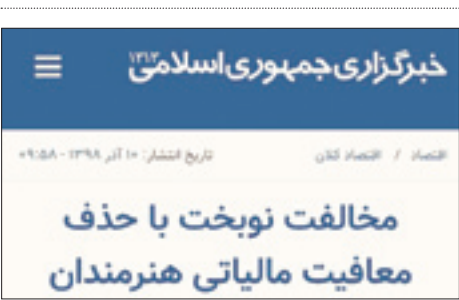 خبرگزاری جمهوری اسلامی ۱۳۱۳
اقتصاد / اقتصاد کلان
تاریخ انتشار: ۱۰ آذر ۱۳۹۸ - ۰۹:۵۸
مخالفت نوبخت با حذف
معافیت مالیاتی هنرمندان